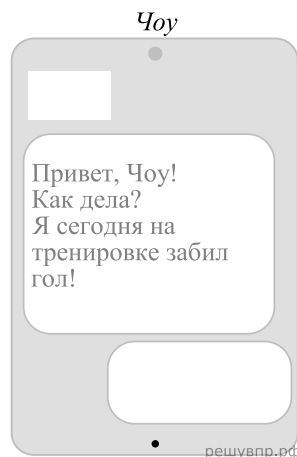 Чоу
Привет, Чоу!
Как дела?
Я сегодня на
тренировке забил
гол!
решувпр.рф